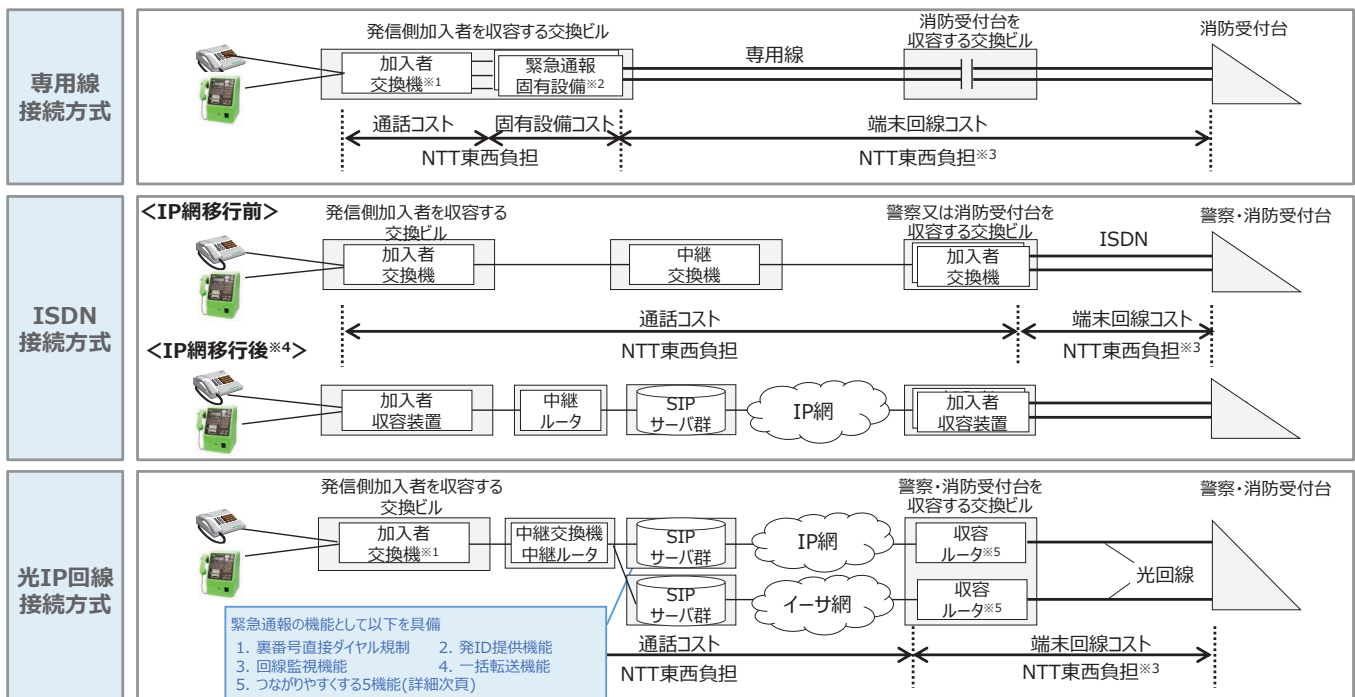 専用線
接続方式
発信側加入者を収容する交換ビル
消防受付台を
収容する交換ビル
消防受付台
加入者
交換機※1
緊急通報
固有設備※2
専用線
通話コスト
固有設備コスト
端末回線コスト
NTT東西負担
NTT東西負担※3
ISDN
接続方式
<IP網移行前>
発信側加入者を収容する
交換ビル
警察又は消防受付台を
収容する交換ビル
警察・消防受付台
加入者
交換機
中継
交換機
加入者
交換機
ISDN
通話コスト
端末回線コスト
NTT東西負担
NTT東西負担※3
<IP網移行後※4>
加入者
収容装置
中継
ルータ
SIP
サーバ群
IP網
加入者
収容装置
光IP回線
接続方式
発信側加入者を収容する
交換ビル
警察・消防受付台を
収容する交換ビル
警察・消防受付台
加入者
交換機※1
中継交換機
中継ルータ
SIP
サーバ群
IP網
収容
ルータ※5
SIP
サーバ群
イーサ網
収容
ルータ※5
光回線
緊急通報の機能として以下を具備
1. 裏番号直接ダイヤル規制 2. 発ID提供機能
3. 回線監視機能 4. 一括転送機能
5. つながりやすくする5機能(詳細次頁)
通話コスト
端末回線コスト
NTT東西負担
NTT東西負担※3